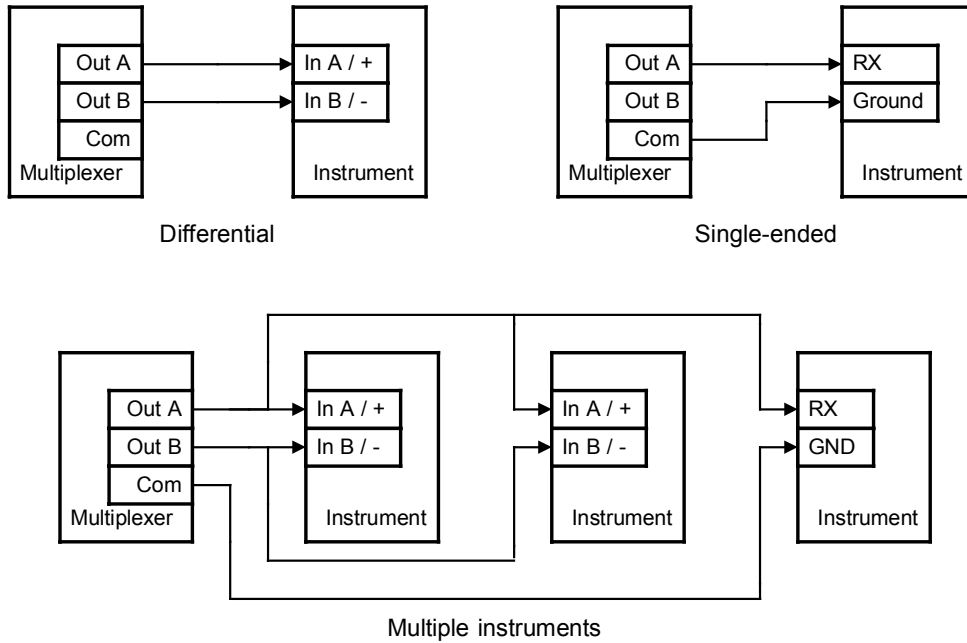 Out A
Out B
Com
Multiplexer
In A / +
In B / -
Instrument
Differential
Out A
Out B
Com
Multiplexer
RX
Ground
Instrument
Single-ended
Out A
Out B
Com
Multiplexer
In A / +
In B / -
Instrument
In A / +
In B / -
Instrument
RX
GND
Instrument
Multiple instruments